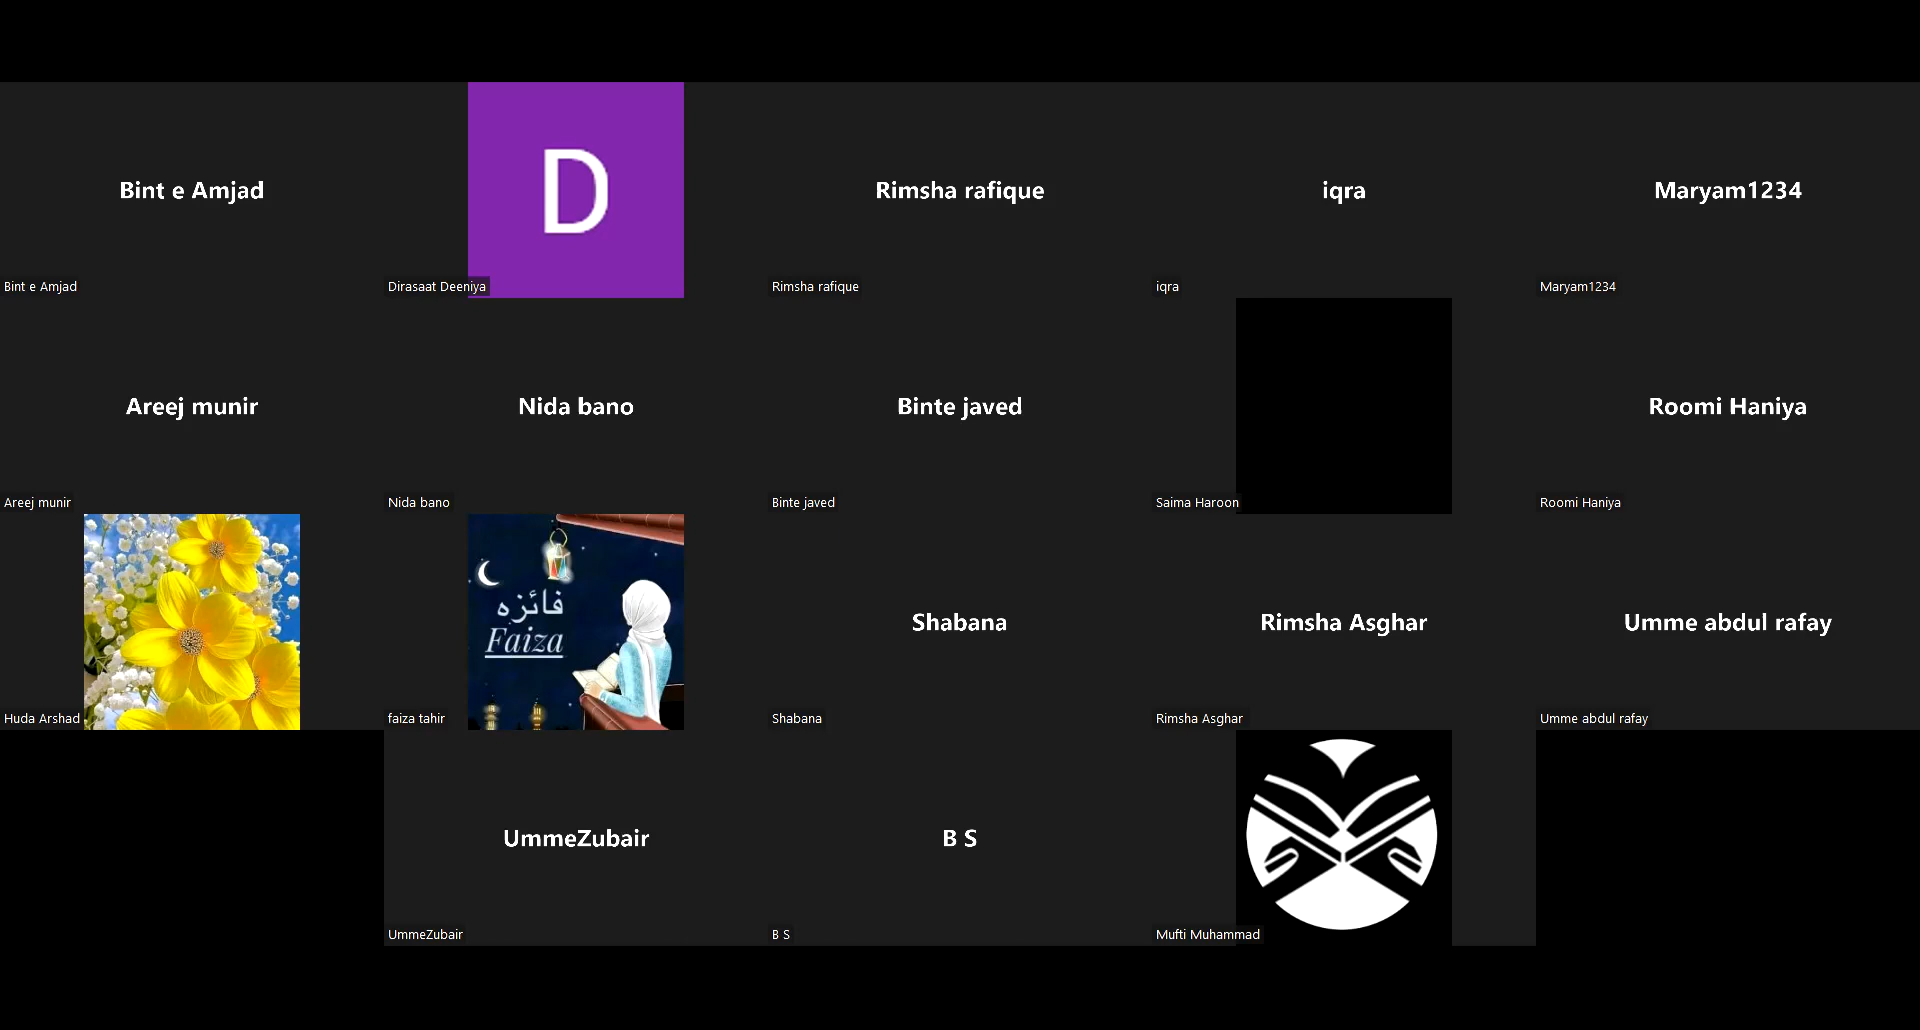 Bint e Amjad
Bint e Amjad
D
Dirasaat Deeniya
Rimsha rafique
Rimsha rafique
iqra
iqra
Maryam1234
Maryam1234
Areej munir
Areej munir
Nida bano
Nida bano
Binte javed
Binte javed
Saima Haroon
Roomi Haniya
Roomi Haniya
Huda Arshad
فائزہ
Faiza
faiza tahir
Shabana
Shabana
Rimsha Asghar
Rimsha Asghar
Umme abdul rafay
Umme abdul rafay
UmmeZubair
UmmeZubair
B S
B S
Mufti Muhammad